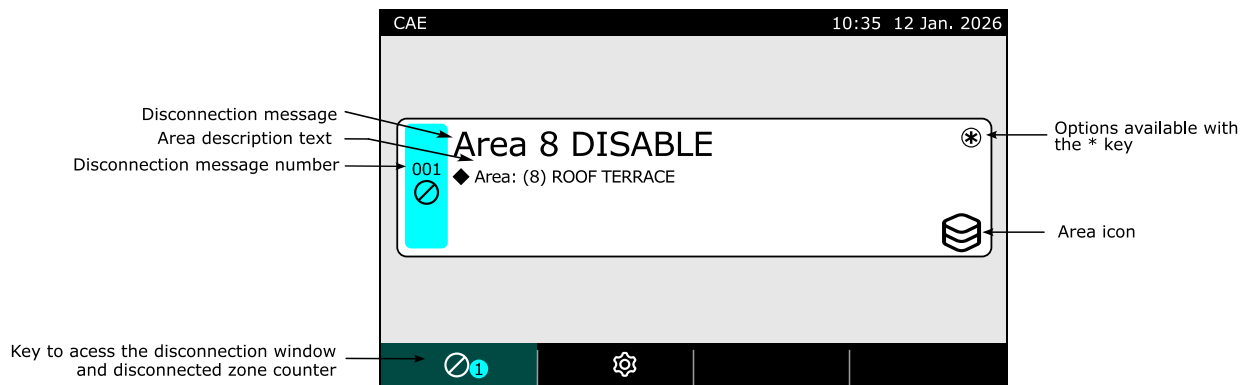 CAE
10:35 12 Jan. 2026
Disconnection message
Area description text
Disconnection message number
001
Area 8 DISABLE
Area: (8) ROOF TERRACE
Options available with
the * key
Area icon
Key to acess the disconnection window
and disconnected zone counter
1